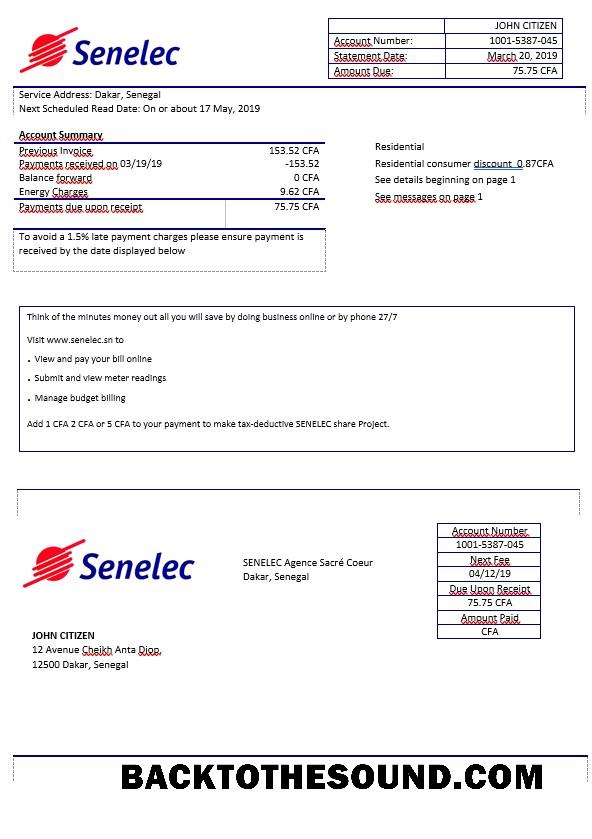 Senelec
JOHN CITIZEN
Account Number: 1001-5387-045
Statement Date: March 20, 2019
Amount Due: 75.75 CFA
Service Address: Dakar, Senegal
Next Scheduled Read Date: On or about 17 May, 2019
Account Summary
Previous Invoice 153.52 CFA
Payments received on 03/19/19 -153.52
Balance forward 0 CFA
Energy Charges 9.62 CFA
Payments due upon receipt 75.75 CFA
To avoid a 1.5% late payment charges please ensure payment is
received by the date displayed below
Residential
Residential consumer discount 0.87CFA
See details beginning on page 1
See messages on page 1
Think of the minutes money out all you will save by doing business online or by phone 27/7
Visit www.senelec.sn to
. View and pay your bill online
. Submit and view meter readings
. Manage budget billing
Add 1 CFA 2 CFA or 5 CFA to your payment to make tax-deductive SENELEC share Project.
Senelec
SENELEC Agence Sacré Coeur
Dakar, Senegal
Account Number
1001-5387-045
Next Fee
04/12/19
Due Upon Receipt
75.75 CFA
Amount Paid
CFA
JOHN CITIZEN
12 Avenue Cheikh Anta Diop,
12500 Dakar, Senegal
BACKTOTHESOUND.COM